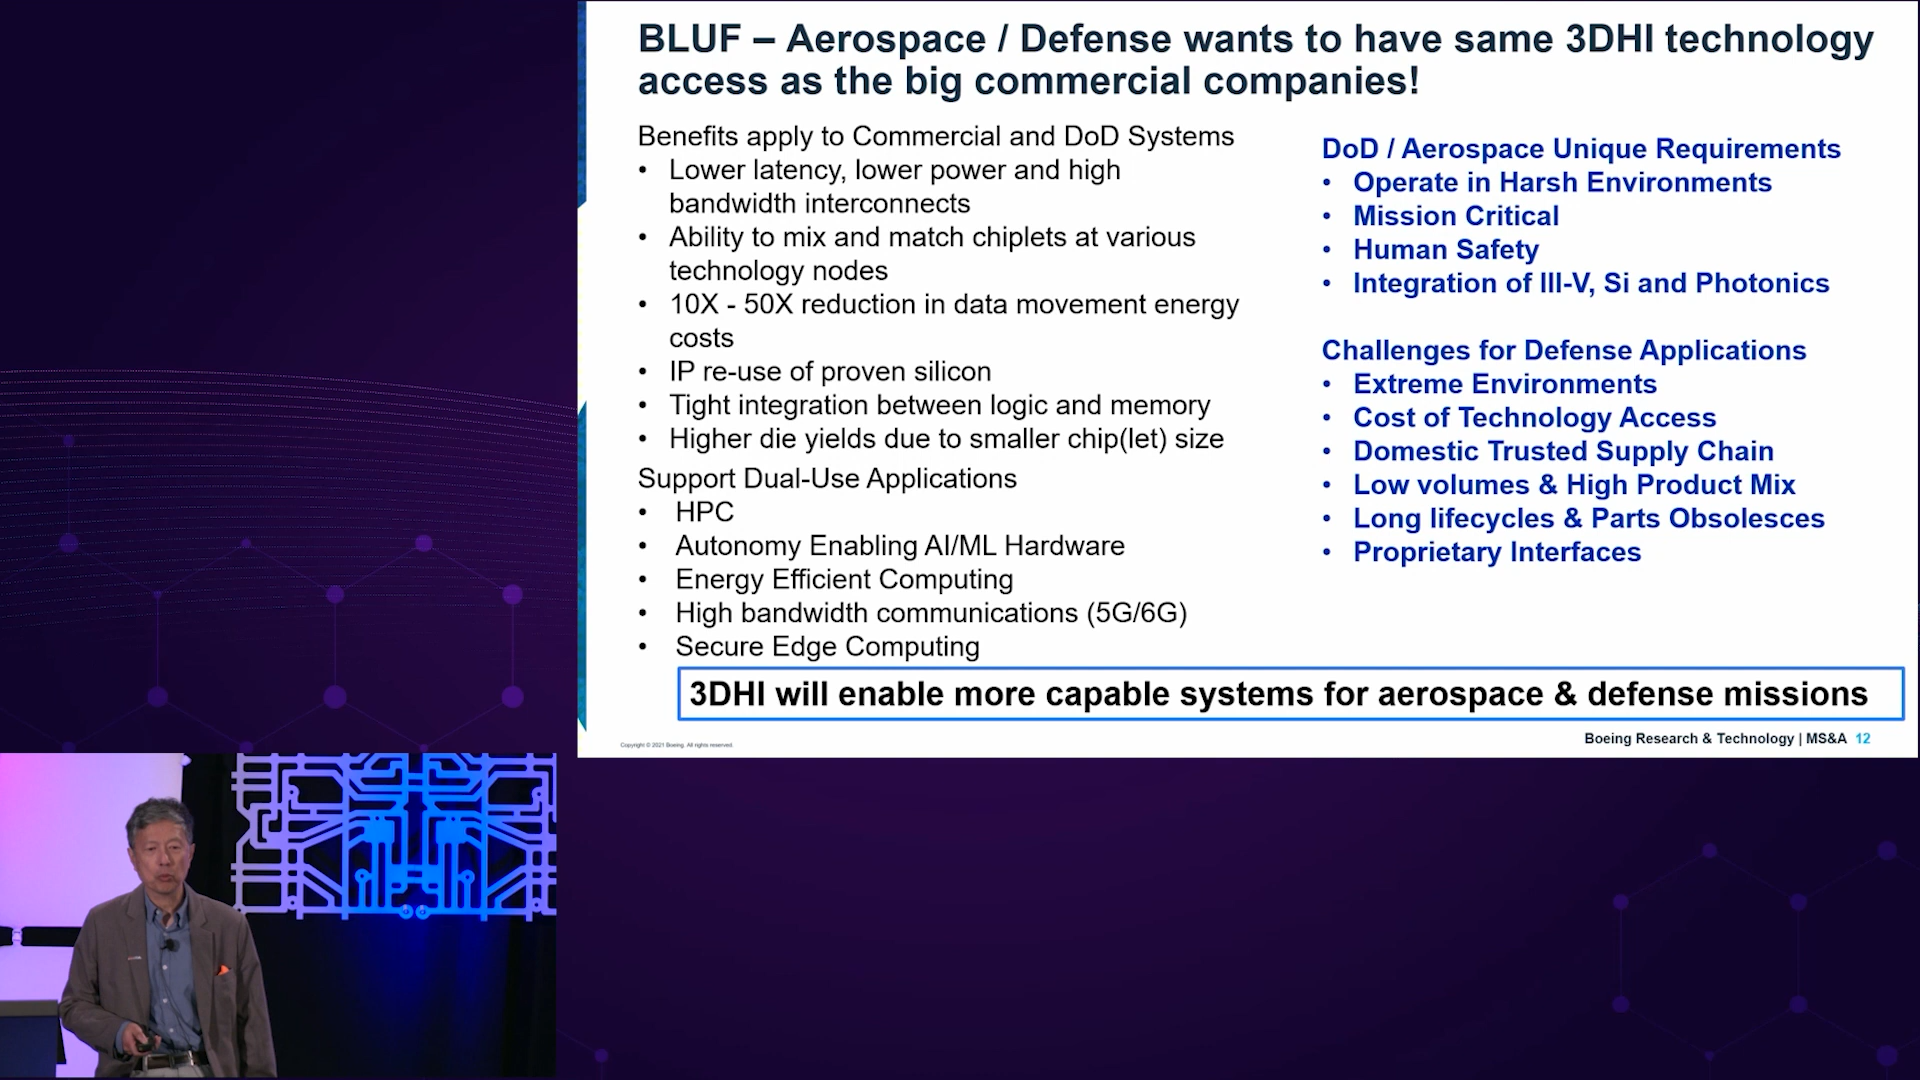 BLUF – Aerospace / Defense wants to have same 3DHI technology
access as the big commercial companies!
Benefits apply to Commercial and DoD Systems
• Lower latency, lower power and high
bandwidth interconnects
• Ability to mix and match chiplets at various
technology nodes
• 10X - 50X reduction in data movement energy
costs
• IP re-use of proven silicon
• Tight integration between logic and memory
• Higher die yields due to smaller chip(let) size
Support Dual-Use Applications
• HPC
• Autonomy Enabling AI/ML Hardware
• Energy Efficient Computing
• High bandwidth communications (5G/6G)
• Secure Edge Computing
DoD / Aerospace Unique Requirements
• Operate in Harsh Environments
• Mission Critical
• Human Safety
• Integration of III-V, Si and Photonics
Challenges for Defense Applications
• Extreme Environments
• Cost of Technology Access
• Domestic Trusted Supply Chain
• Low volumes & High Product Mix
• Long lifecycles & Parts Obsolesces
• Proprietary Interfaces
3DHI will enable more capable systems for aerospace & defense missions
Copyright © 2021 Boeing. All rights reserved.
Boeing Research & Technology | MS&A 12